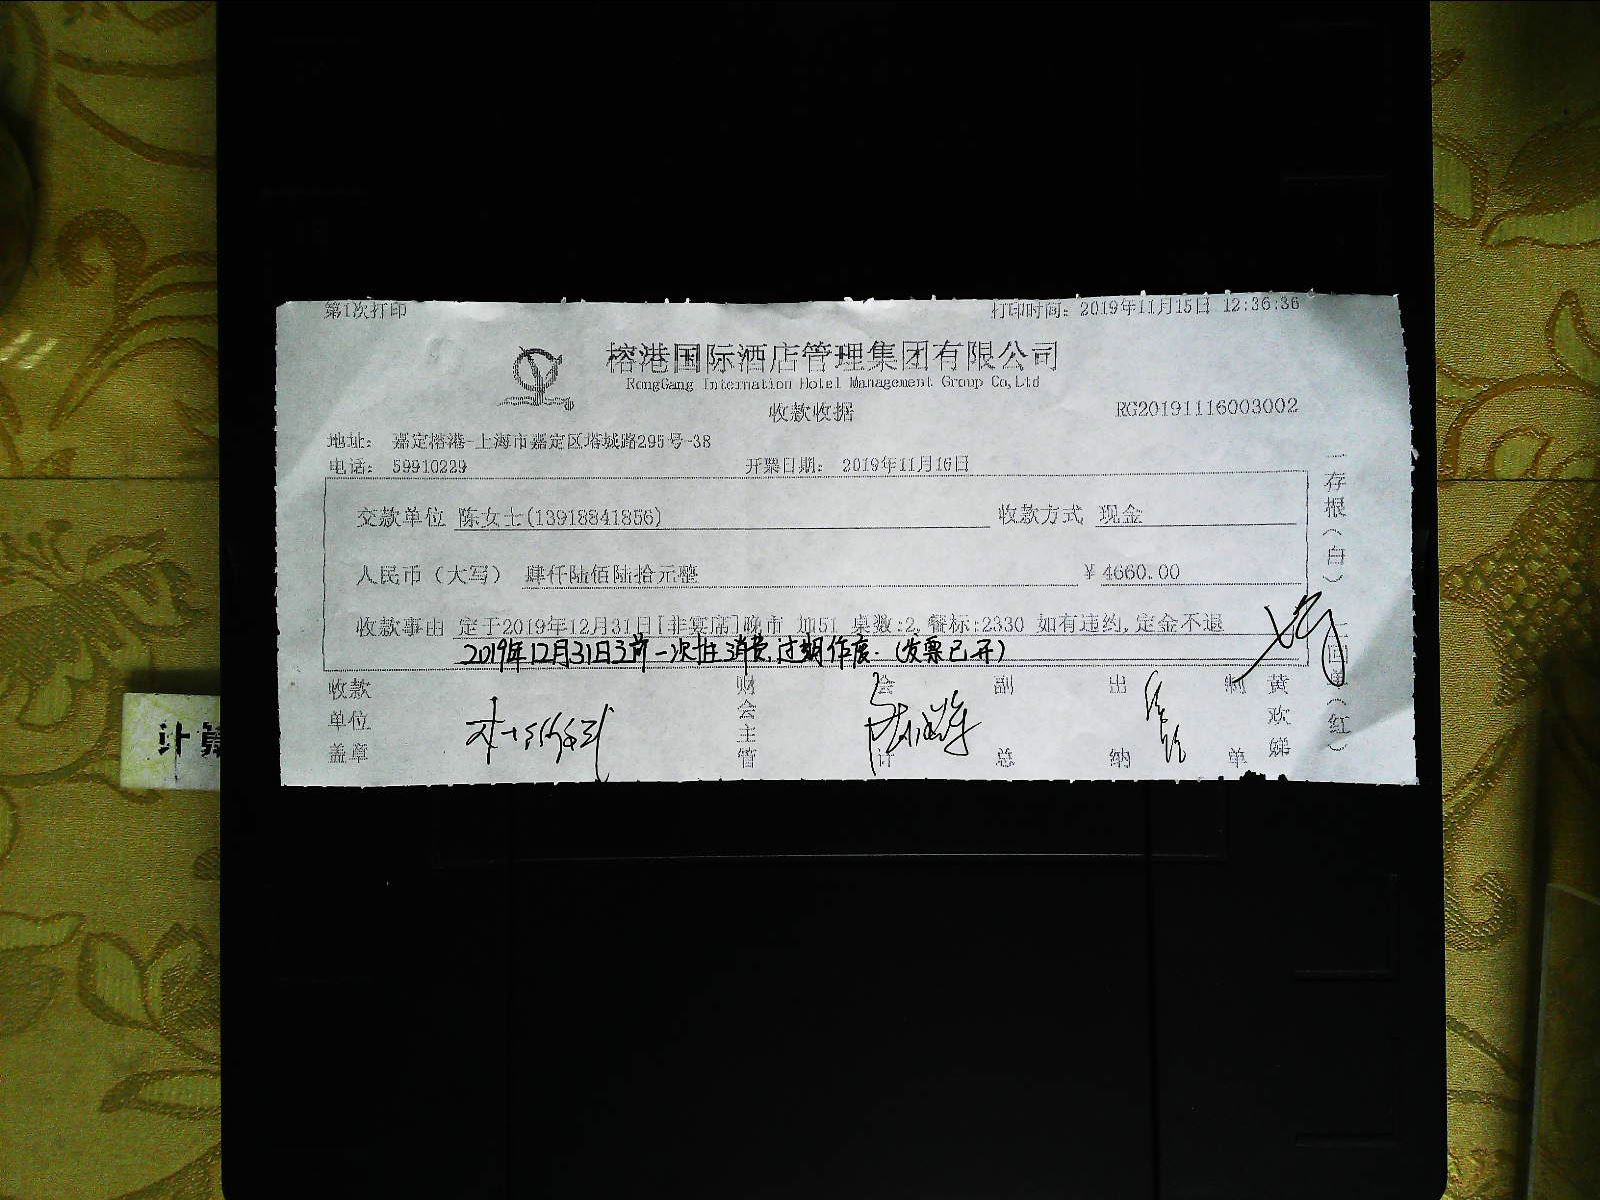 第1次打印 打印时间：2019年11月15日 12:36:36
榕港国际酒店管理集团有限公司
RongGang Internation Hotel Management Group Co,Ltd
收款收据 RG20191116003002
地址： 嘉定榕港-上海市嘉定区塔城路295号-38
电话： 59910229 开票日期： 2019年11月16日
交款单位 陈女士(13918841856) 收款方式 现金
人民币（大写） 肆仟陆佰陆拾元整 ￥4660.00
收款事由 定于2019年12月31日[非宴席]晚市 加51 桌数:2,餐标:2330 如有违约,定金不退
2019年12月31日之前一次性消费,过期作废.(发票已开)
收款单位盖章 财会主管 会计 副总 出纳 制单 黄欢娣
一存根（白） 二回单（红）
计算